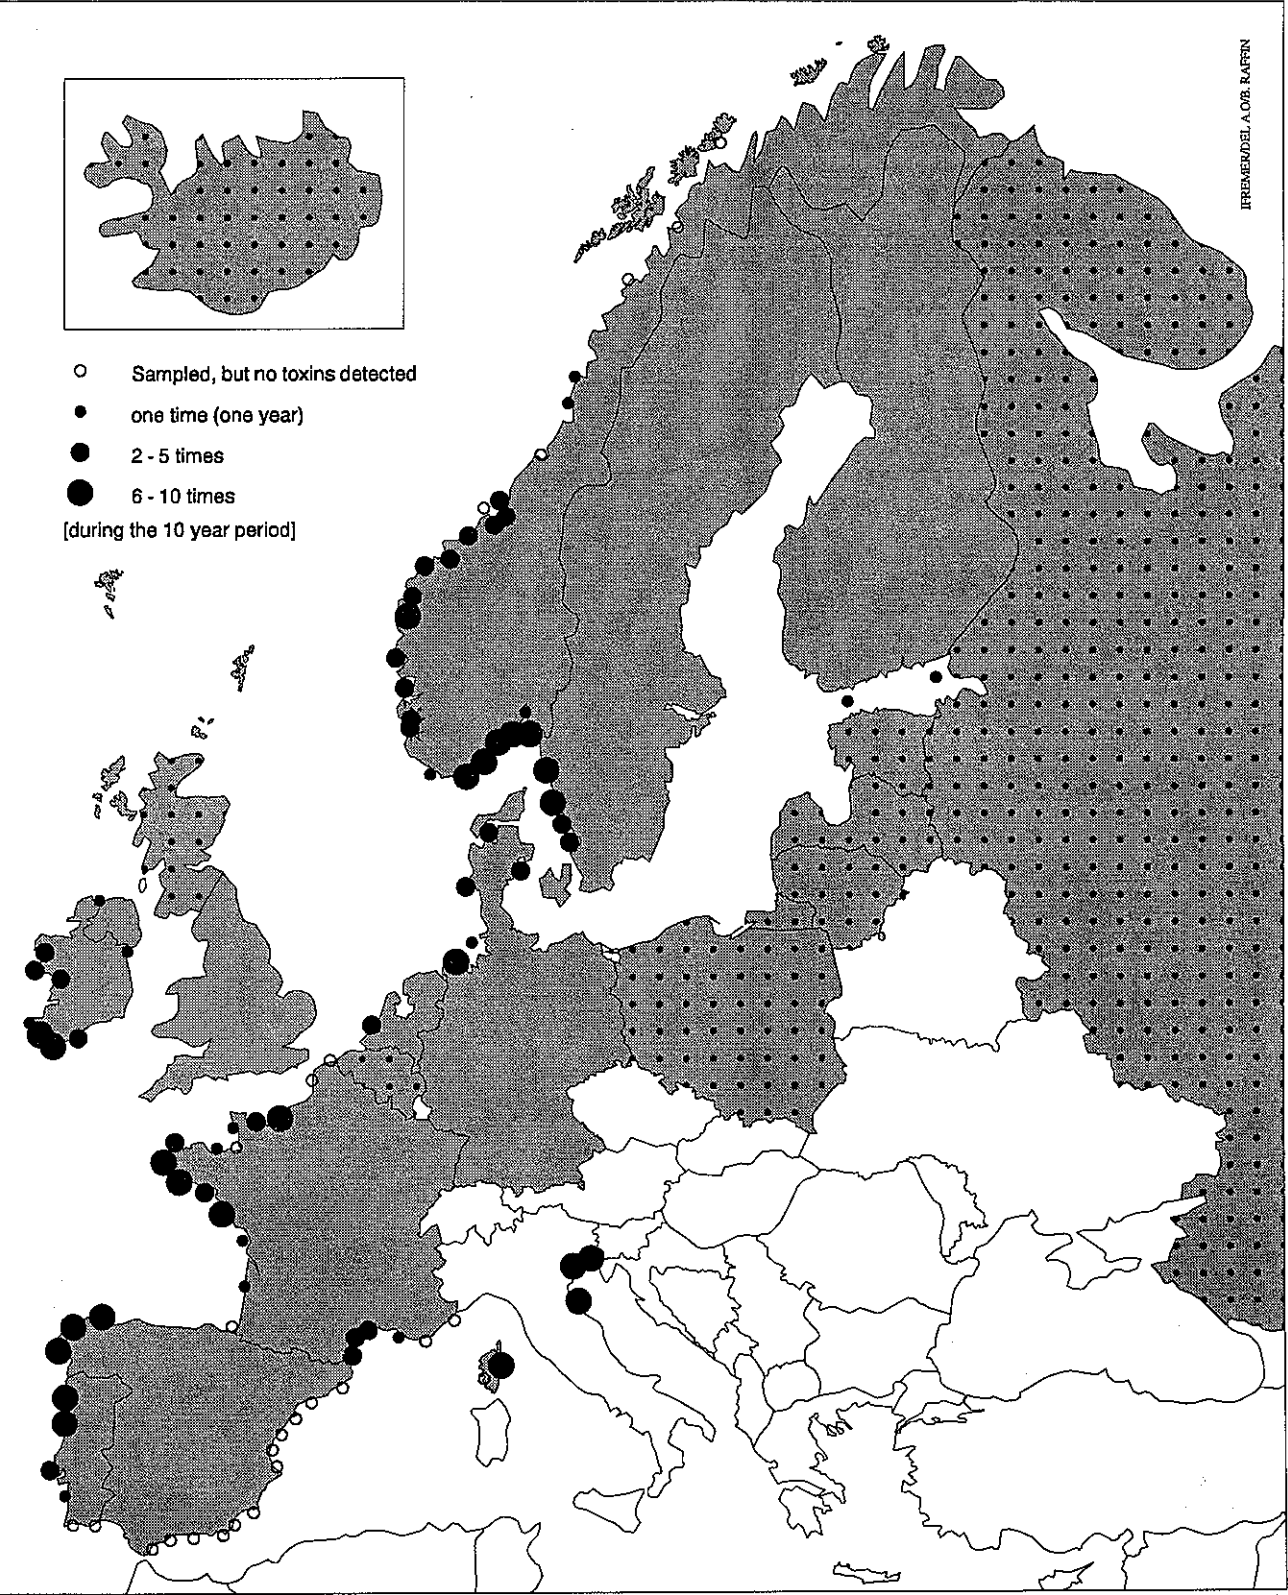 IFREMER/DEL A.O/B. RAFFIN
Sampled, but no toxins detected
one time (one year)
2 - 5 times
6 - 10 times
[during the 10 year period]